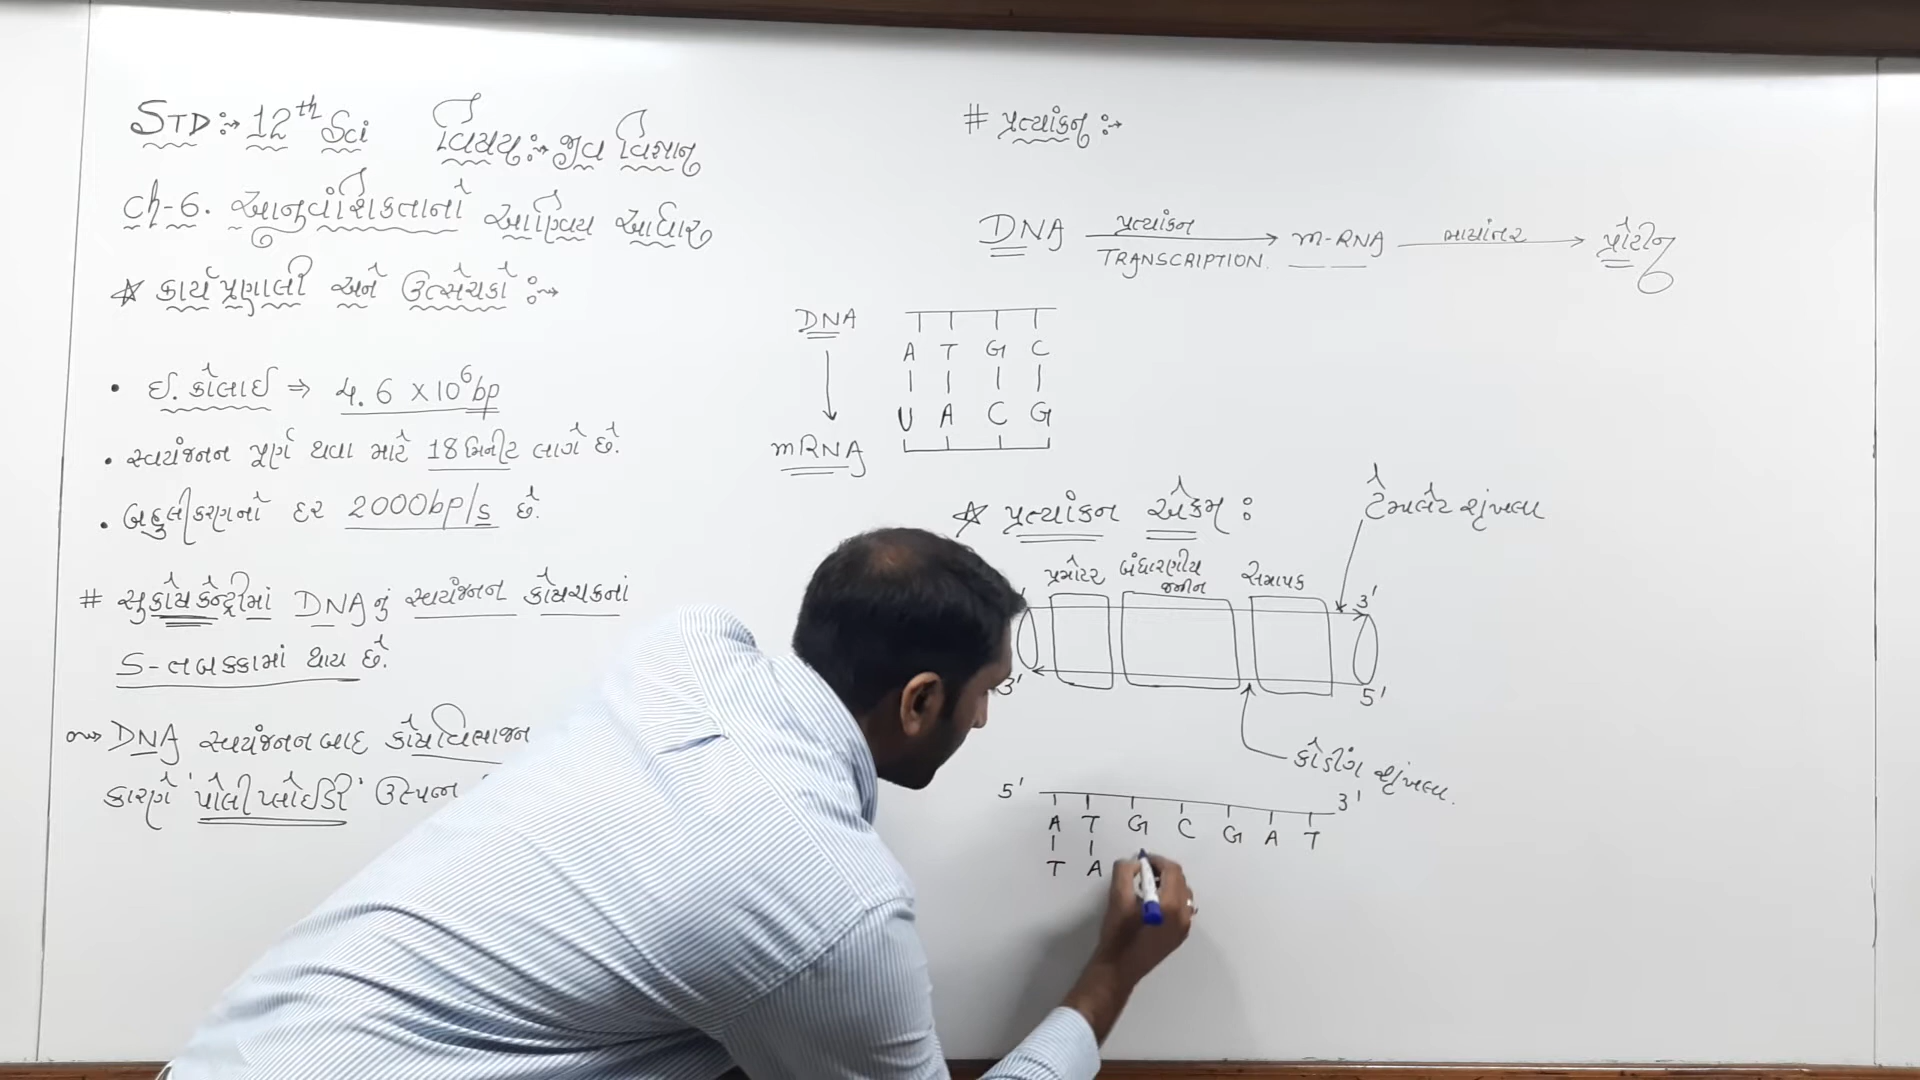 STD:→ 12th Sci વિષય:→ જીવ વિજ્ઞાન
Ch-6. આનુવંશિકતાનો આણ્વિય આધાર
☆ કાર્યપ્રણાલી અને ઉત્સેચકો:→
• ઈ.કોલાઈ ⇒ 4.6 × 10⁶ bp
• સ્વયંજનન પૂર્ણ થવા માટે 18 મિનીટ લાગે છે.
• બહુલીકરણનો દર 2000bp/s છે.
# સુકોષકેન્દ્રીમાં DNA નું સ્વયંજનન કોષચક્રનાં
S-તબક્કામાં થાય છે.
→ DNA સ્વયંજનન બાદ કોષવિભાજન
કારણે 'પોલીપ્લોઈડી' ઉત્પન્ન
# પ્રત્યાંકન:→
DNA પ્રત્યાંકન TRANSCRIPTION. → m-RNA ભાષાંતર → પ્રોટીન
DNA
A T G C
U A C G
mRNA
☆ પ્રત્યાંકન એકમ:
ટેમ્પલેટ શૃંખલા
પ્રમોટર બંધારણીય જનીન સમાપક
3'
3' 5'
કોડીંગ શૃંખલા.
5' 3'
A T G C G A T
T A